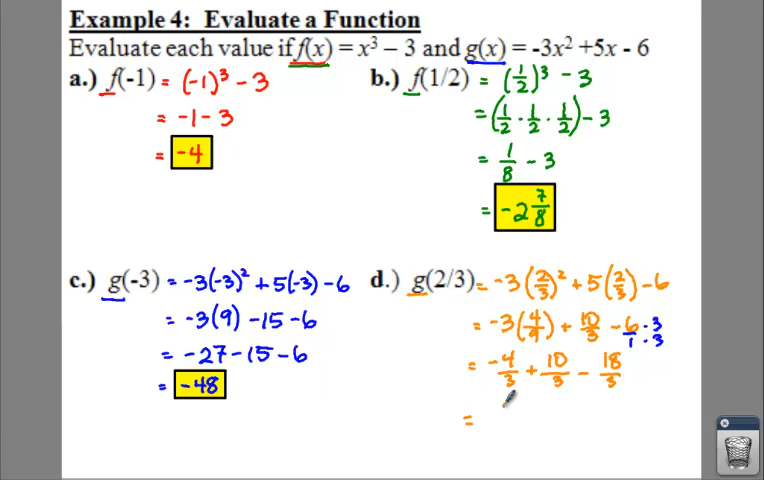 Example 4: Evaluate a Function
Evaluate each value if f(x) = x³ – 3 and g(x) = -3x² +5x - 6
a.) f(-1) = (-1)³ - 3
= -1 - 3
= -4
b.) f(1/2) = (1/2)³ - 3
= (1/2 · 1/2 · 1/2) - 3
= 1/8 - 3
= -2 7/8
c.) g(-3) = -3(-3)² + 5(-3) - 6
= -3(9) - 15 - 6
= -27 - 15 - 6
= -48
d.) g(2/3) = -3(2/3)² + 5(2/3) - 6
= -3(4/9) + 10/3 - 6/1 · 3/3
= -4/3 + 10/3 - 18/3
=